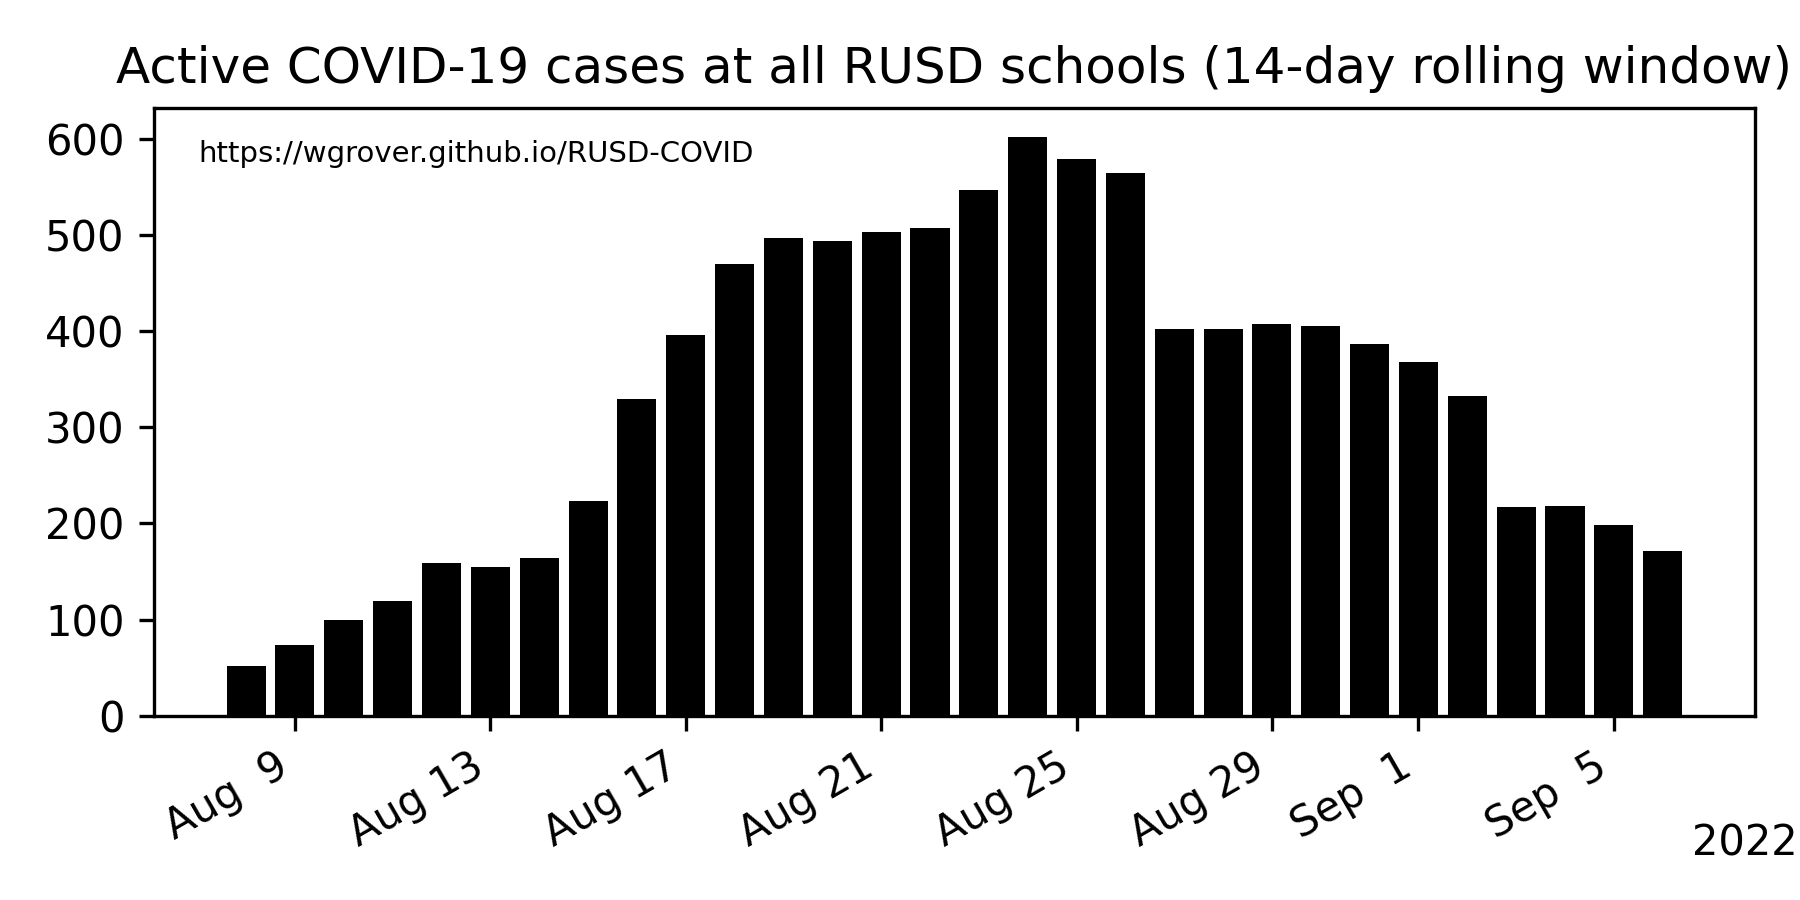 Active COVID-19 cases at all RUSD schools (14-day rolling window)
https://wgrover.github.io/RUSD-COVID
600
500
400
300
200
100
0
Aug 9
Aug 13
Aug 17
Aug 21
Aug 25
Aug 29
Sep 1
Sep 5
2022